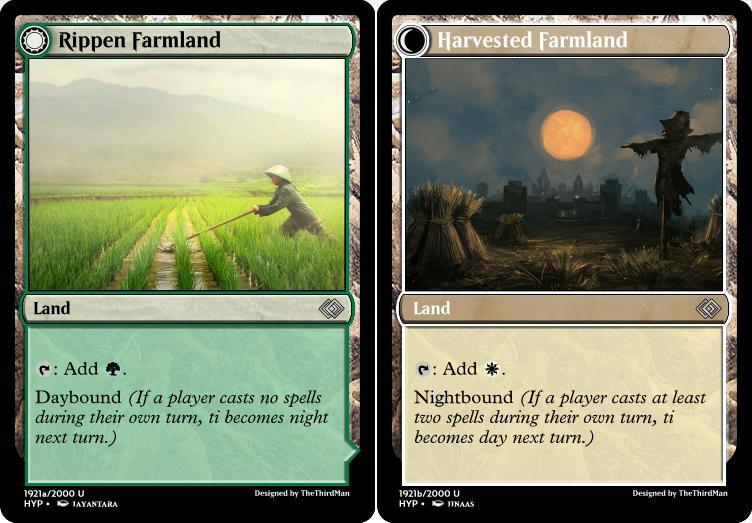 Rippen Farmland
Land
: Add .
Daybound (If a player casts no spells
during their own turn, ti becomes night
next turn.)
1921a/2000 U
HYP • JAYANTARA
Designed by TheThirdMan
Harvested Farmland
Land
: Add .
Nightbound (If a player casts at least
two spells during their own turn, ti
becomes day next turn.)
1921b/2000 U
HYP • JJNAAS
Designed by TheThirdMan